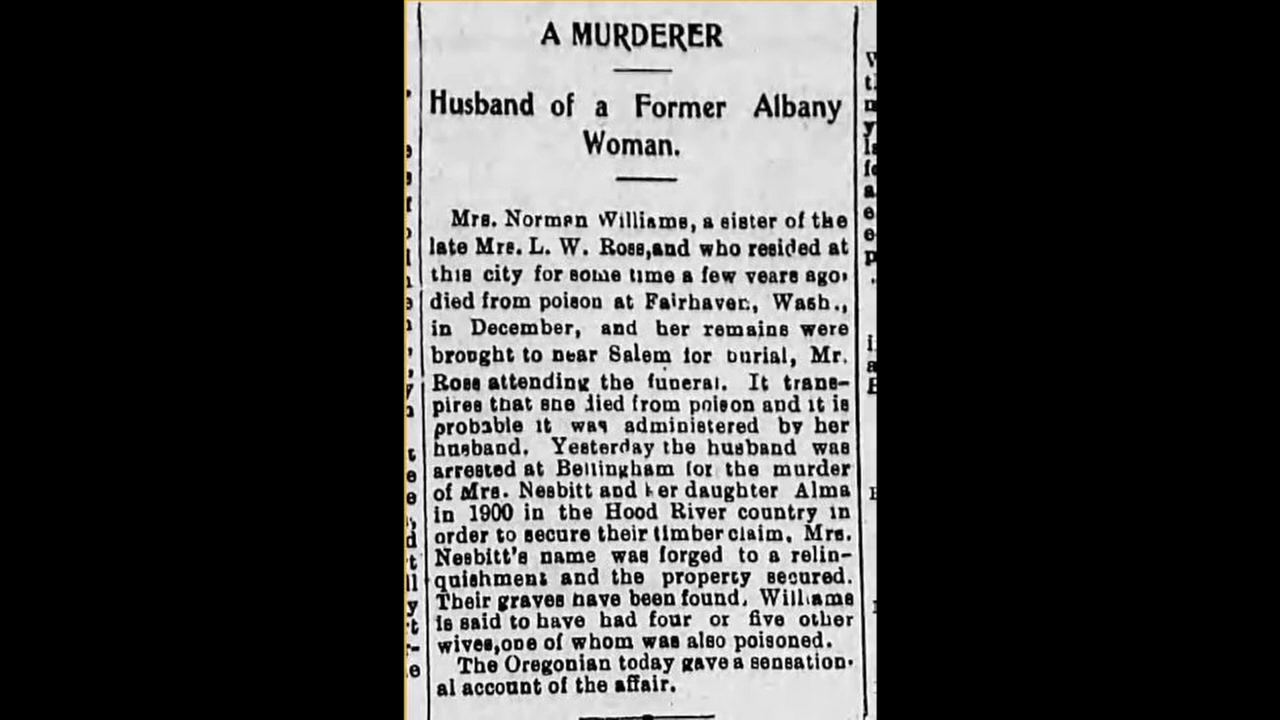 A MURDERER
Husband of a Former Albany
Woman.
Mrs. Norman Williams, a sister of the
late Mrs. L. W. Ross,and who resided at
this city for some time a few years ago,
died from poison at Fairhaven, Wash.,
in December, and her remains were
brought to near Salem for burial, Mr.
Ross attending the funeral. It trans-
pires that she died from poison and it is
probable it was administered by her
husband. Yesterday the husband was
arrested at Bellingham for the murder
of Mrs. Nesbitt and her daughter Alma
in 1900 in the Hood River country in
order to secure their timber claim. Mrs.
Nesbitt's name was forged to a relin-
quishment and the property secured.
Their graves have been found. Williams
is said to have had four or five other
wives,one of whom was also poisoned.
The Oregonian today gave a sensation-
al account of the affair.